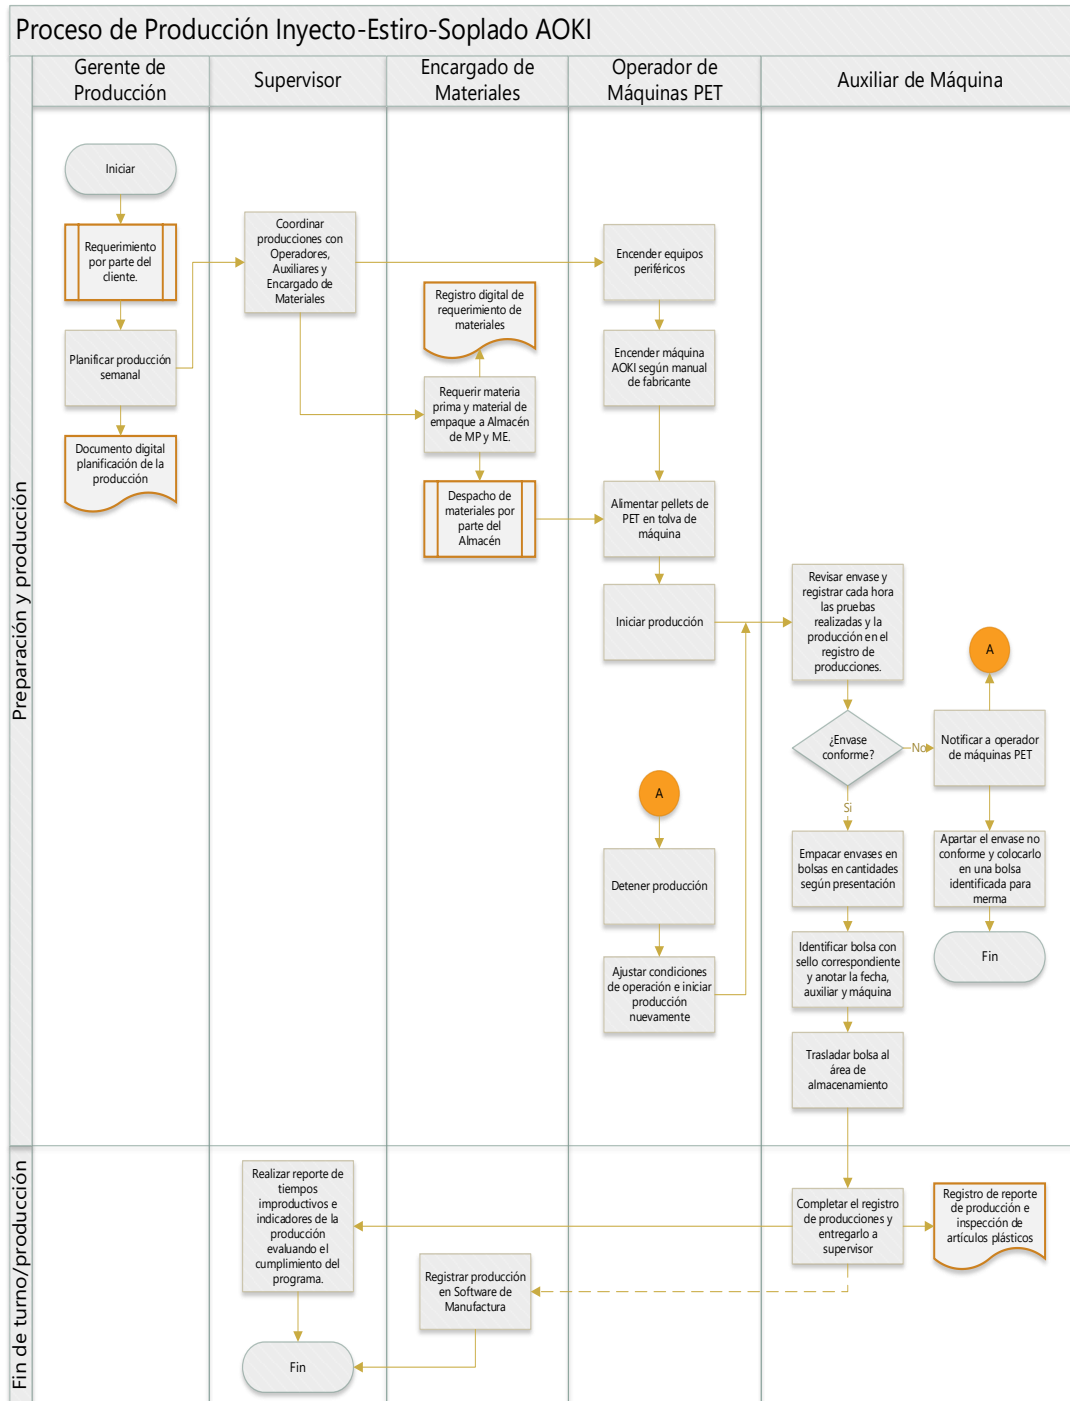 Proceso de Producción Inyecto-Estiro-Soplado AOKI
Gerente de
Producción
Supervisor
Encargado de
Materiales
Operador de
Máquinas PET
Auxiliar de Máquina
Preparación y producción
Iniciar
Requerimiento
por parte del
cliente.
Planificar producción
semanal
Documento digital
planificación de la
producción
Coordinar
producciones con
Operadores,
Auxiliares y
Encargado de
Materiales
Registro digital de
requerimiento de
materiales
Requerir materia
prima y material de
empaque a Almacén
de MP y ME.
Despacho de
materiales por
parte del
Almacén
Encender equipos
periféricos
Encender máquina
AOKI según manual
de fabricante
Alimentar pellets de
PET en tolva de
máquina
Iniciar producción
A
Detener producción
Ajustar condiciones
de operación e iniciar
producción
nuevamente
Revisar envase y
registrar cada hora
las pruebas
realizadas y la
producción en el
registro de
producciones.
¿Envase
conforme?
No
Si
A
Notificar a operador
de máquinas PET
Apartar el envase no
conforme y colocarlo
en una bolsa
identificada para
merma
Fin
Empacar envases en
bolsas en cantidades
según presentación
Identificar bolsa con
sello correspondiente
y anotar la fecha,
auxiliar y máquina
Trasladar bolsa al
área de
almacenamiento
Fin de turno/producción
Realizar reporte de
tiempos
improductivos e
indicadores de la
producción
evaluando el
cumplimiento del
programa.
Fin
Registrar producción
en Software de
Manufactura
Completar el registro
de producciones y
entregarlo a
supervisor
Registro de reporte
de producción e
inspección de
artículos plásticos